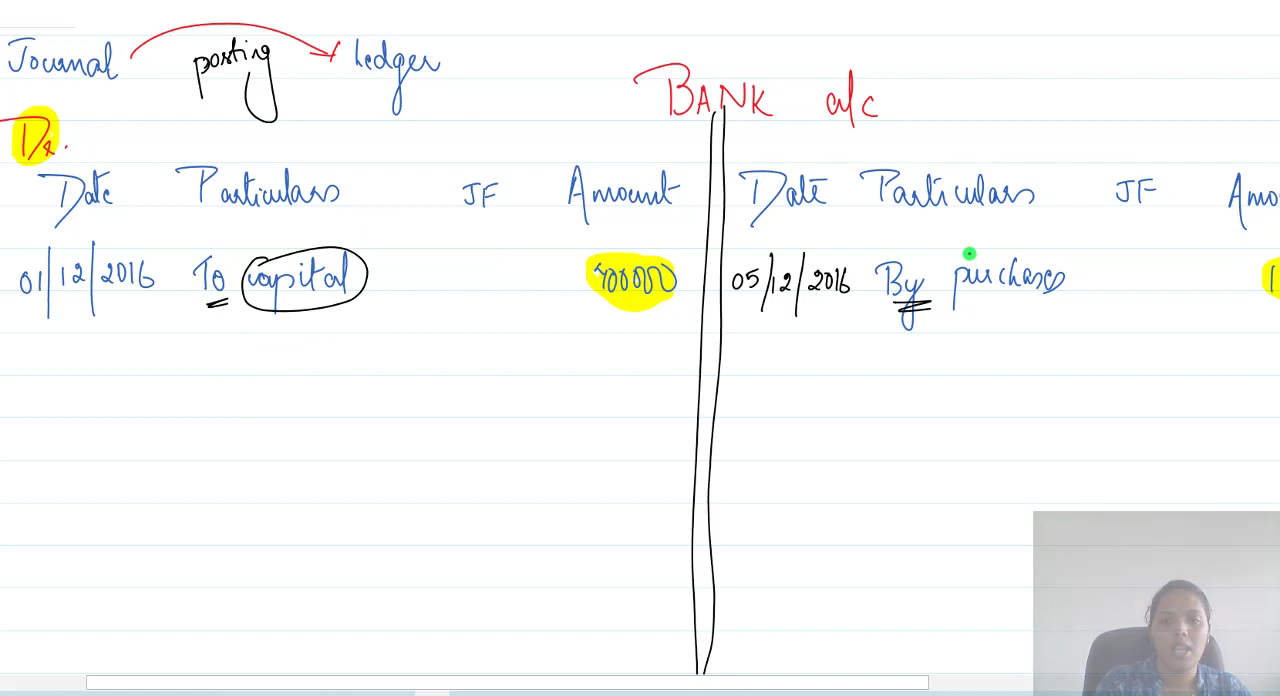 Journal posting Ledger
BANK a/c
Dr.
Date Particulars JF Amount Date Particulars JF Amo
01/12/2016 To capital 05/12/2016 By purchases